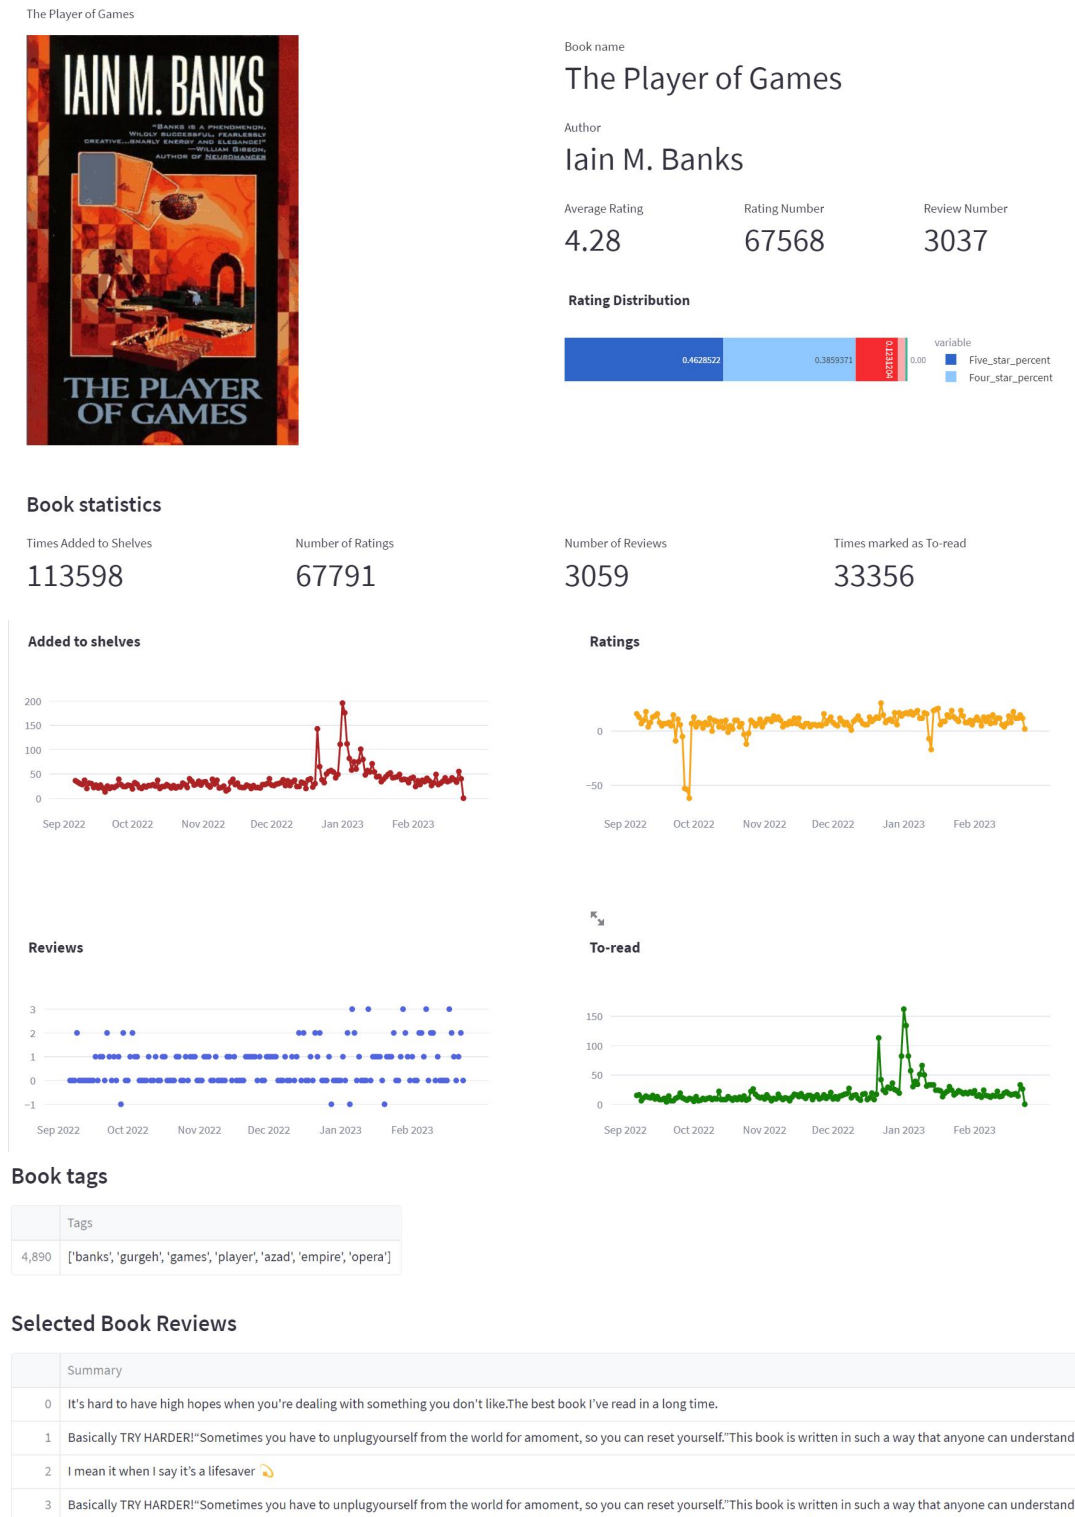 The Player of Games
IAIN M. BANKS
"BANKS IS A PHENOMENON.
WILDLY SUCCESSFUL, FEARLESSLY
CREATIVE...GNARLY ENERGY AND ELEGANCE!"
—WILLIAM GIBSON,
AUTHOR OF NEUROMANCER
THE PLAYER
OF GAMES
Book name
The Player of Games
Author
Iain M. Banks
Average Rating Rating Number Review Number
4.28 67568 3037
Rating Distribution
0.4628522 0.3859371 0.1231204 0.00
variable
Five_star_percent
Four_star_percent
Book statistics
Times Added to Shelves Number of Ratings Number of Reviews Times marked as To-read
113598 67791 3059 33356
Added to shelves
200
150
100
50
0
Sep 2022 Oct 2022 Nov 2022 Dec 2022 Jan 2023 Feb 2023
Ratings
0
−50
Sep 2022 Oct 2022 Nov 2022 Dec 2022 Jan 2023 Feb 2023
Reviews
3
2
1
0
−1
Sep 2022 Oct 2022 Nov 2022 Dec 2022 Jan 2023 Feb 2023
To-read
150
100
50
0
Sep 2022 Oct 2022 Nov 2022 Dec 2022 Jan 2023 Feb 2023
Book tags
Tags
4,890 ['banks', 'gurgeh', 'games', 'player', 'azad', 'empire', 'opera']
Selected Book Reviews
Summary
0 It's hard to have high hopes when you're dealing with something you don't like.The best book I've read in a long time.
1 Basically TRY HARDER!“Sometimes you have to unplugyourself from the world for amoment, so you can reset yourself.”This book is written in such a way that anyone can understand
2 I mean it when I say it’s a lifesaver 💫
3 Basically TRY HARDER!“Sometimes you have to unplugyourself from the world for amoment, so you can reset yourself.”This book is written in such a way that anyone can understand